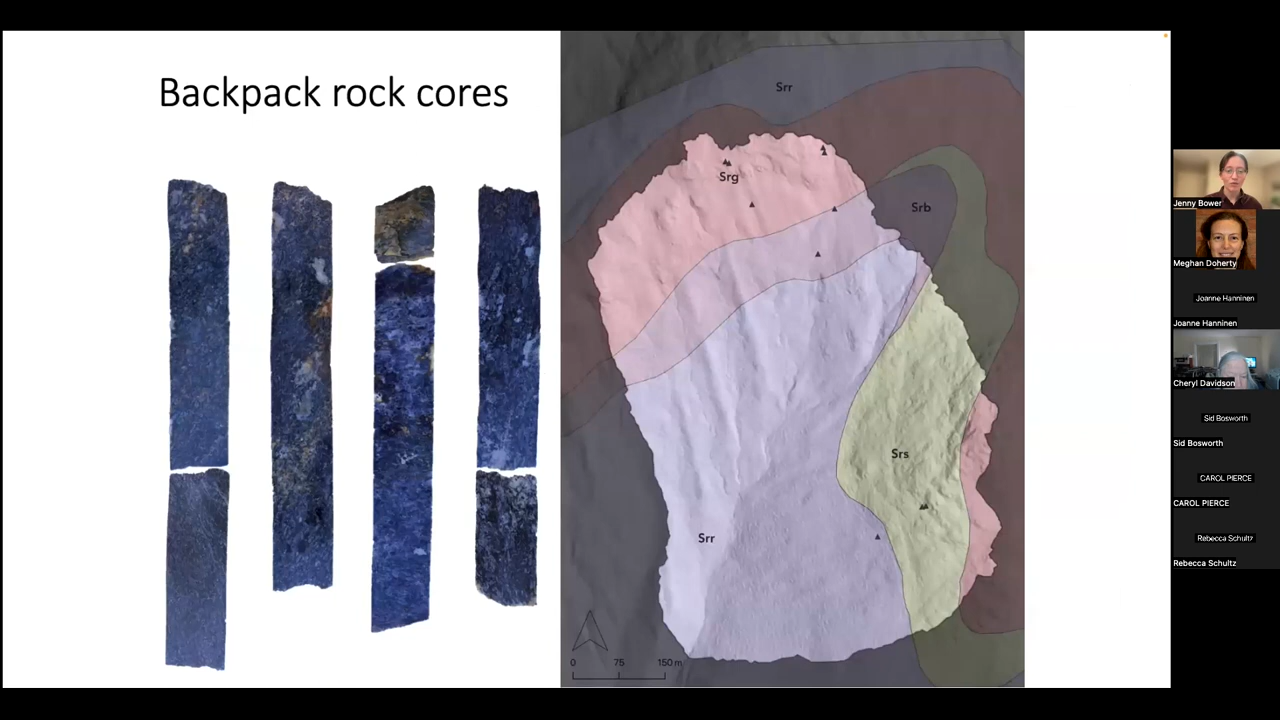 Backpack rock cores
Srr
Srg
Srb
Srs
Srr
0 75 150 m
Jenny Bower
Meghan Doherty
Joanne Hanninen
Joanne Hanninen
Cheryl Davidson
Sid Bosworth
Sid Bosworth
CAROL PIERCE
CAROL PIERCE
Rebecca Schultz
Rebecca Schultz